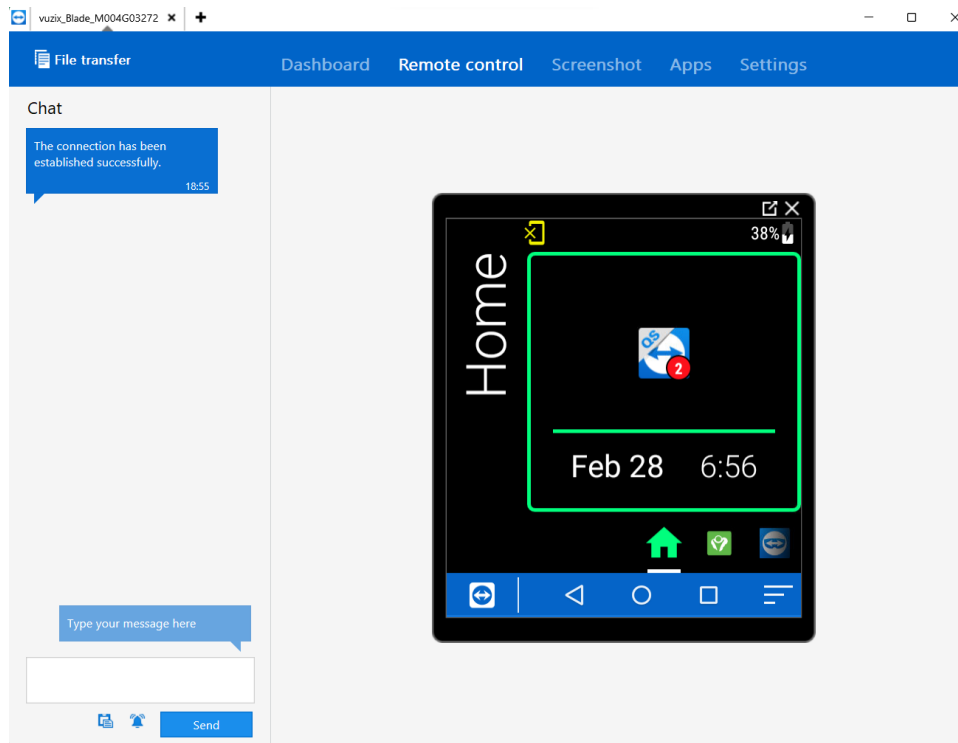 vuzix_Blade_M004G03272
File transfer
Dashboard Remote control Screenshot Apps Settings
Chat
The connection has been
established successfully.
18:55
38%
Home
QS
2
Feb 28 6:56
Type your message here
Send